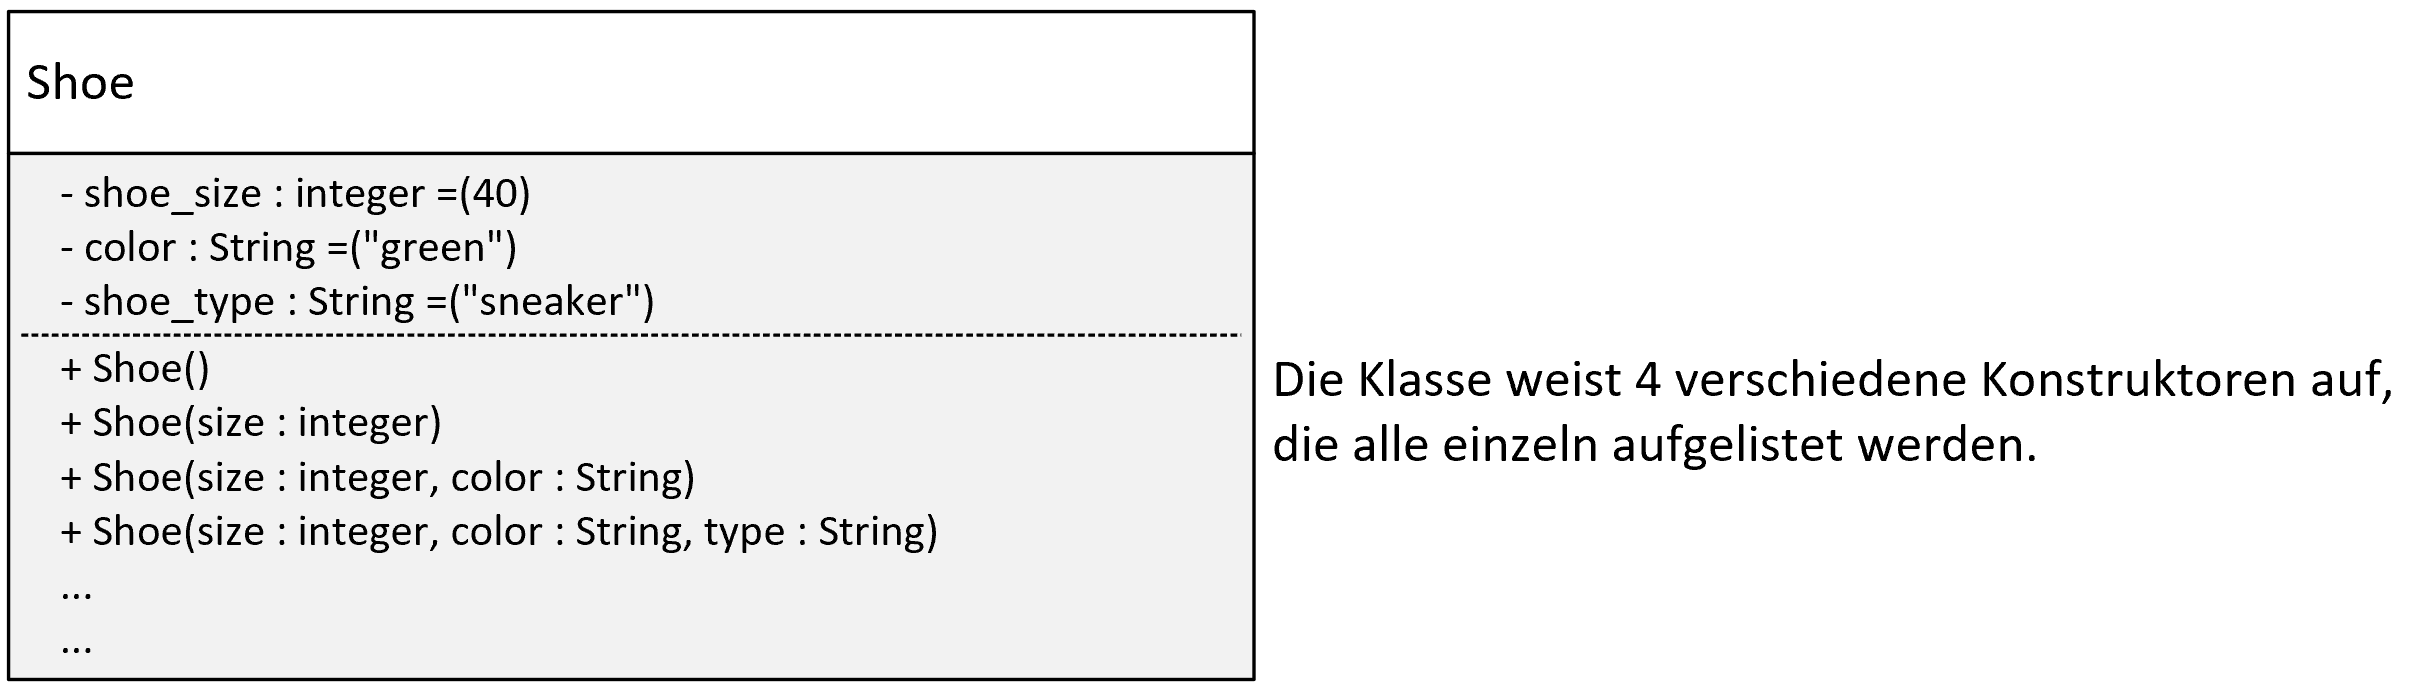 Shoe
- shoe_size : integer =(40)
- color : String =("green")
- shoe_type : String =("sneaker")
+ Shoe()
+ Shoe(size : integer)
+ Shoe(size : integer, color : String)
+ Shoe(size : integer, color : String, type : String)
...
...
Die Klasse weist 4 verschiedene Konstruktoren auf,
die alle einzeln aufgelistet werden.